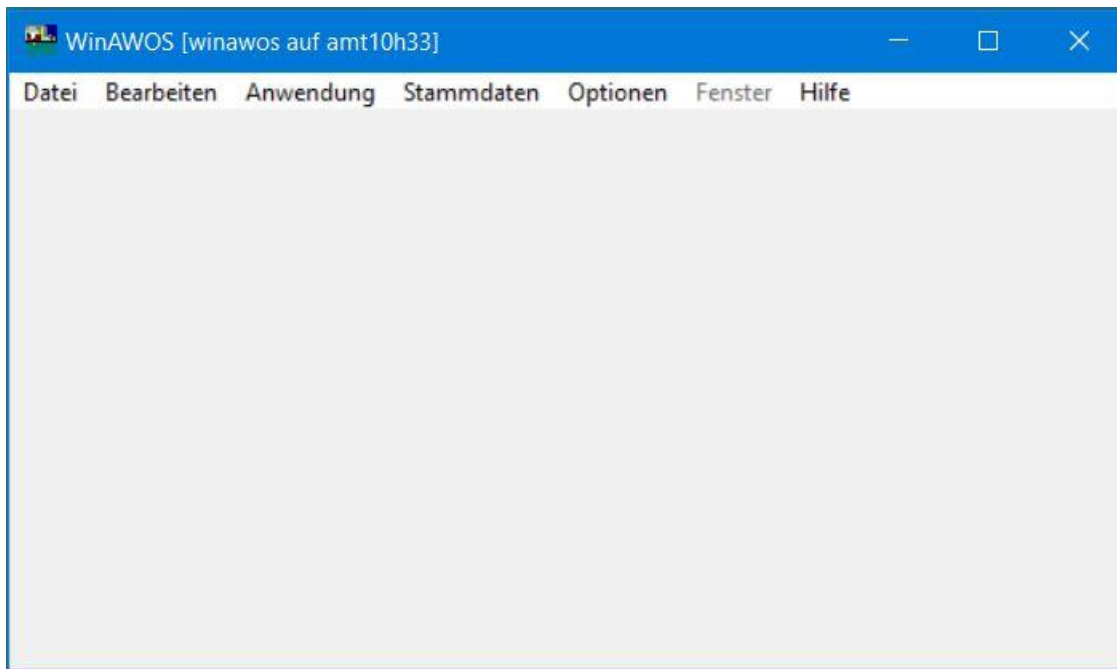 WinAWOS [winawos auf amt10h33]
Datei Bearbeiten Anwendung Stammdaten Optionen Fenster Hilfe